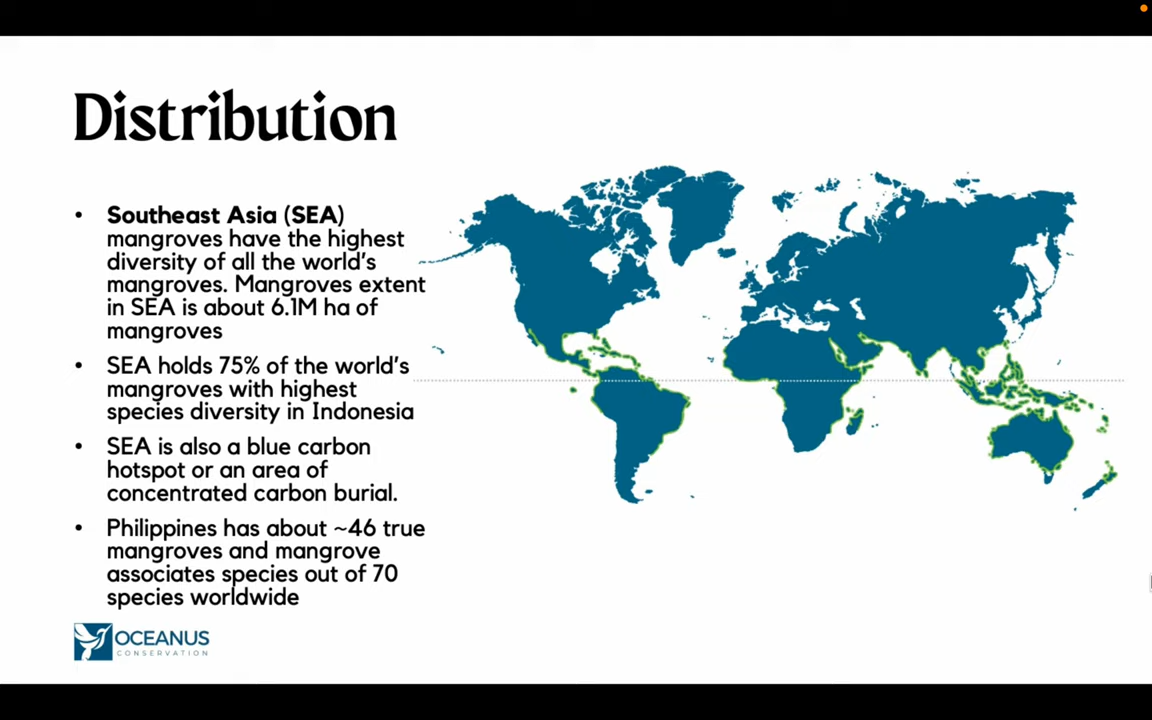 Distribution
• Southeast Asia (SEA)
mangroves have the highest
diversity of all the world's
mangroves. Mangroves extent
in SEA is about 6.1M ha of
mangroves
• SEA holds 75% of the world's
mangroves with highest
species diversity in Indonesia
• SEA is also a blue carbon
hotspot or an area of
concentrated carbon burial.
• Philippines has about ~46 true
mangroves and mangrove
associates species out of 70
species worldwide
OCEANUS
CONSERVATION